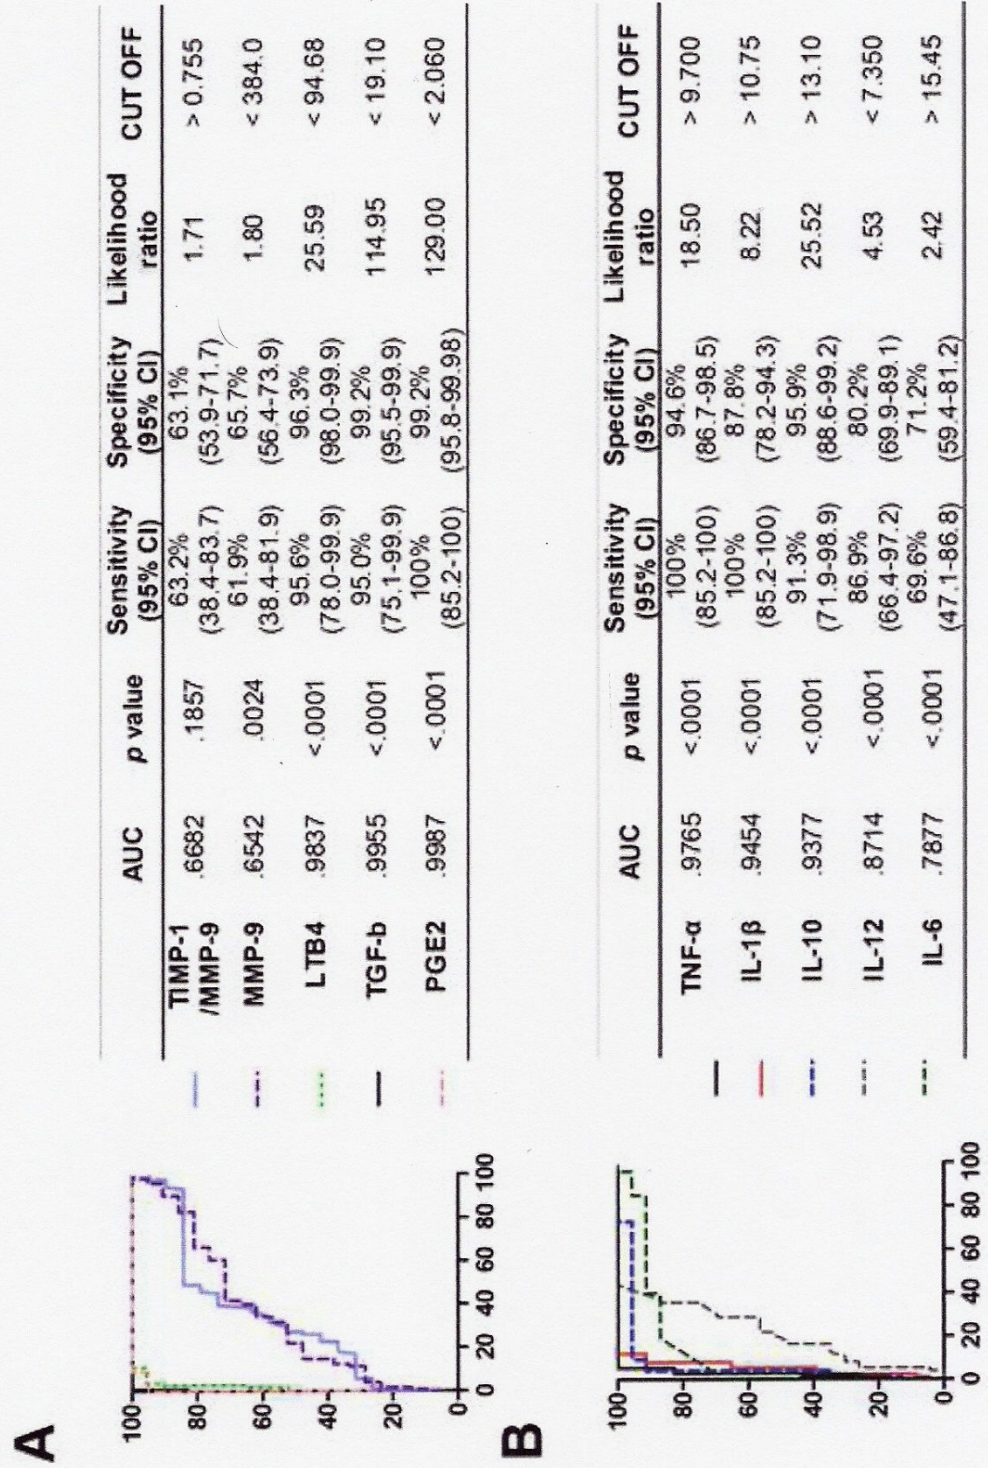 A
100
80
60
40
20
0
0 20 40 60 80 100
AUC p value Sensitivity (95% CI) Specificity (95% CI) Likelihood ratio CUT OFF
TIMP-1 /MMP-9 .6682 .1857 63.2% (38.4-83.7) 63.1% (53.9-71.7) 1.71 > 0.755
MMP-9 .6542 .0024 61.9% (38.4-81.9) 65.7% (56.4-73.9) 1.80 < 384.0
LTB4 .9837 <.0001 95.6% (78.0-99.9) 96.3% (98.0-99.9) 25.59 < 94.68
TGF-b .9955 <.0001 95.0% (75.1-99.9) 99.2% (95.5-99.9) 114.95 < 19.10
PGE2 .9987 <.0001 100% (85.2-100) 99.2% (95.8-99.98) 129.00 < 2.060
B
100
80
60
40
20
0
0 20 40 60 80 100
AUC p value Sensitivity (95% CI) Specificity (95% CI) Likelihood ratio CUT OFF
TNF-α .9765 <.0001 100% (85.2-100) 94.6% (86.7-98.5) 18.50 > 9.700
IL-1β .9454 <.0001 100% (85.2-100) 87.8% (78.2-94.3) 8.22 > 10.75
IL-10 .9377 <.0001 91.3% (71.9-98.9) 95.9% (88.6-99.2) 25.52 > 13.10
IL-12 .8714 <.0001 86.9% (66.4-97.2) 80.2% (69.9-89.1) 4.53 < 7.350
IL-6 .7877 <.0001 69.6% (47.1-86.8) 71.2% (59.4-81.2) 2.42 > 15.45